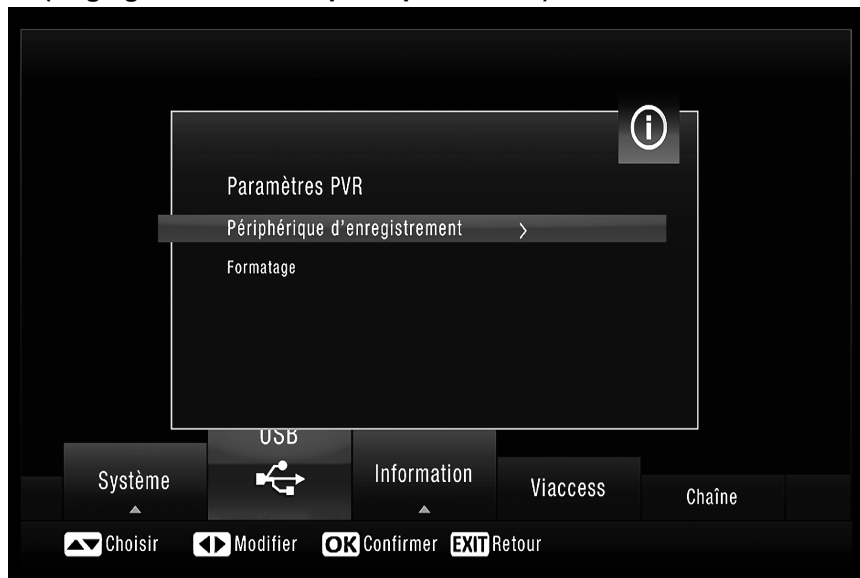 Paramètres PVR
Périphérique d'enregistrement >
Formatage
USB
Système
Information
Viaccess
Chaîne
Choisir Modifier OK Confirmer EXIT Retour